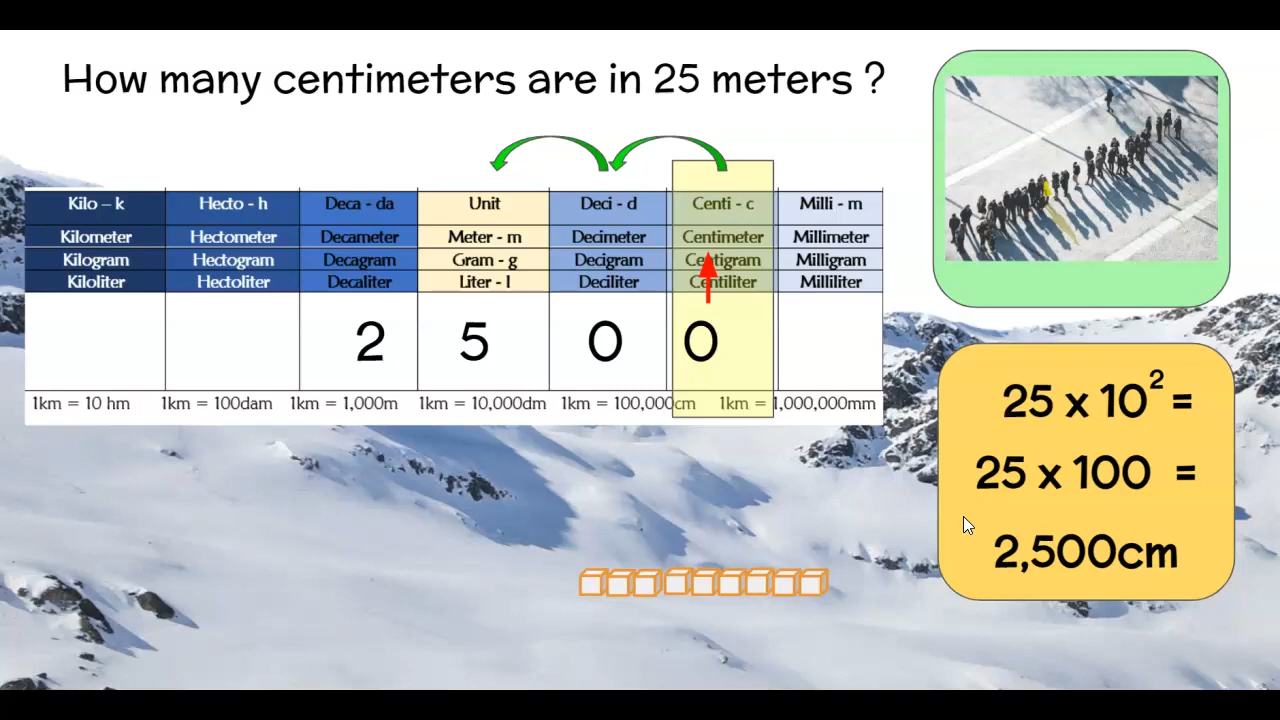 How many centimeters are in 25 meters ?
Kilo – k Hecto - h Deca - da Unit Deci - d Centi - c Milli - m
Kilometer Hectometer Decameter Meter - m Decimeter Centimeter Millimeter
Kilogram Hectogram Decagram Gram - g Decigram Centigram Milligram
Kiloliter Hectoliter Decaliter Liter - l Deciliter Centiliter Milliliter
2 5 0 0
1km = 10 hm 1km = 100dam 1km = 1,000m 1km = 10,000dm 1km = 100,000cm 1km = 1,000,000mm
25 x 10² =
25 x 100 =
2,500cm